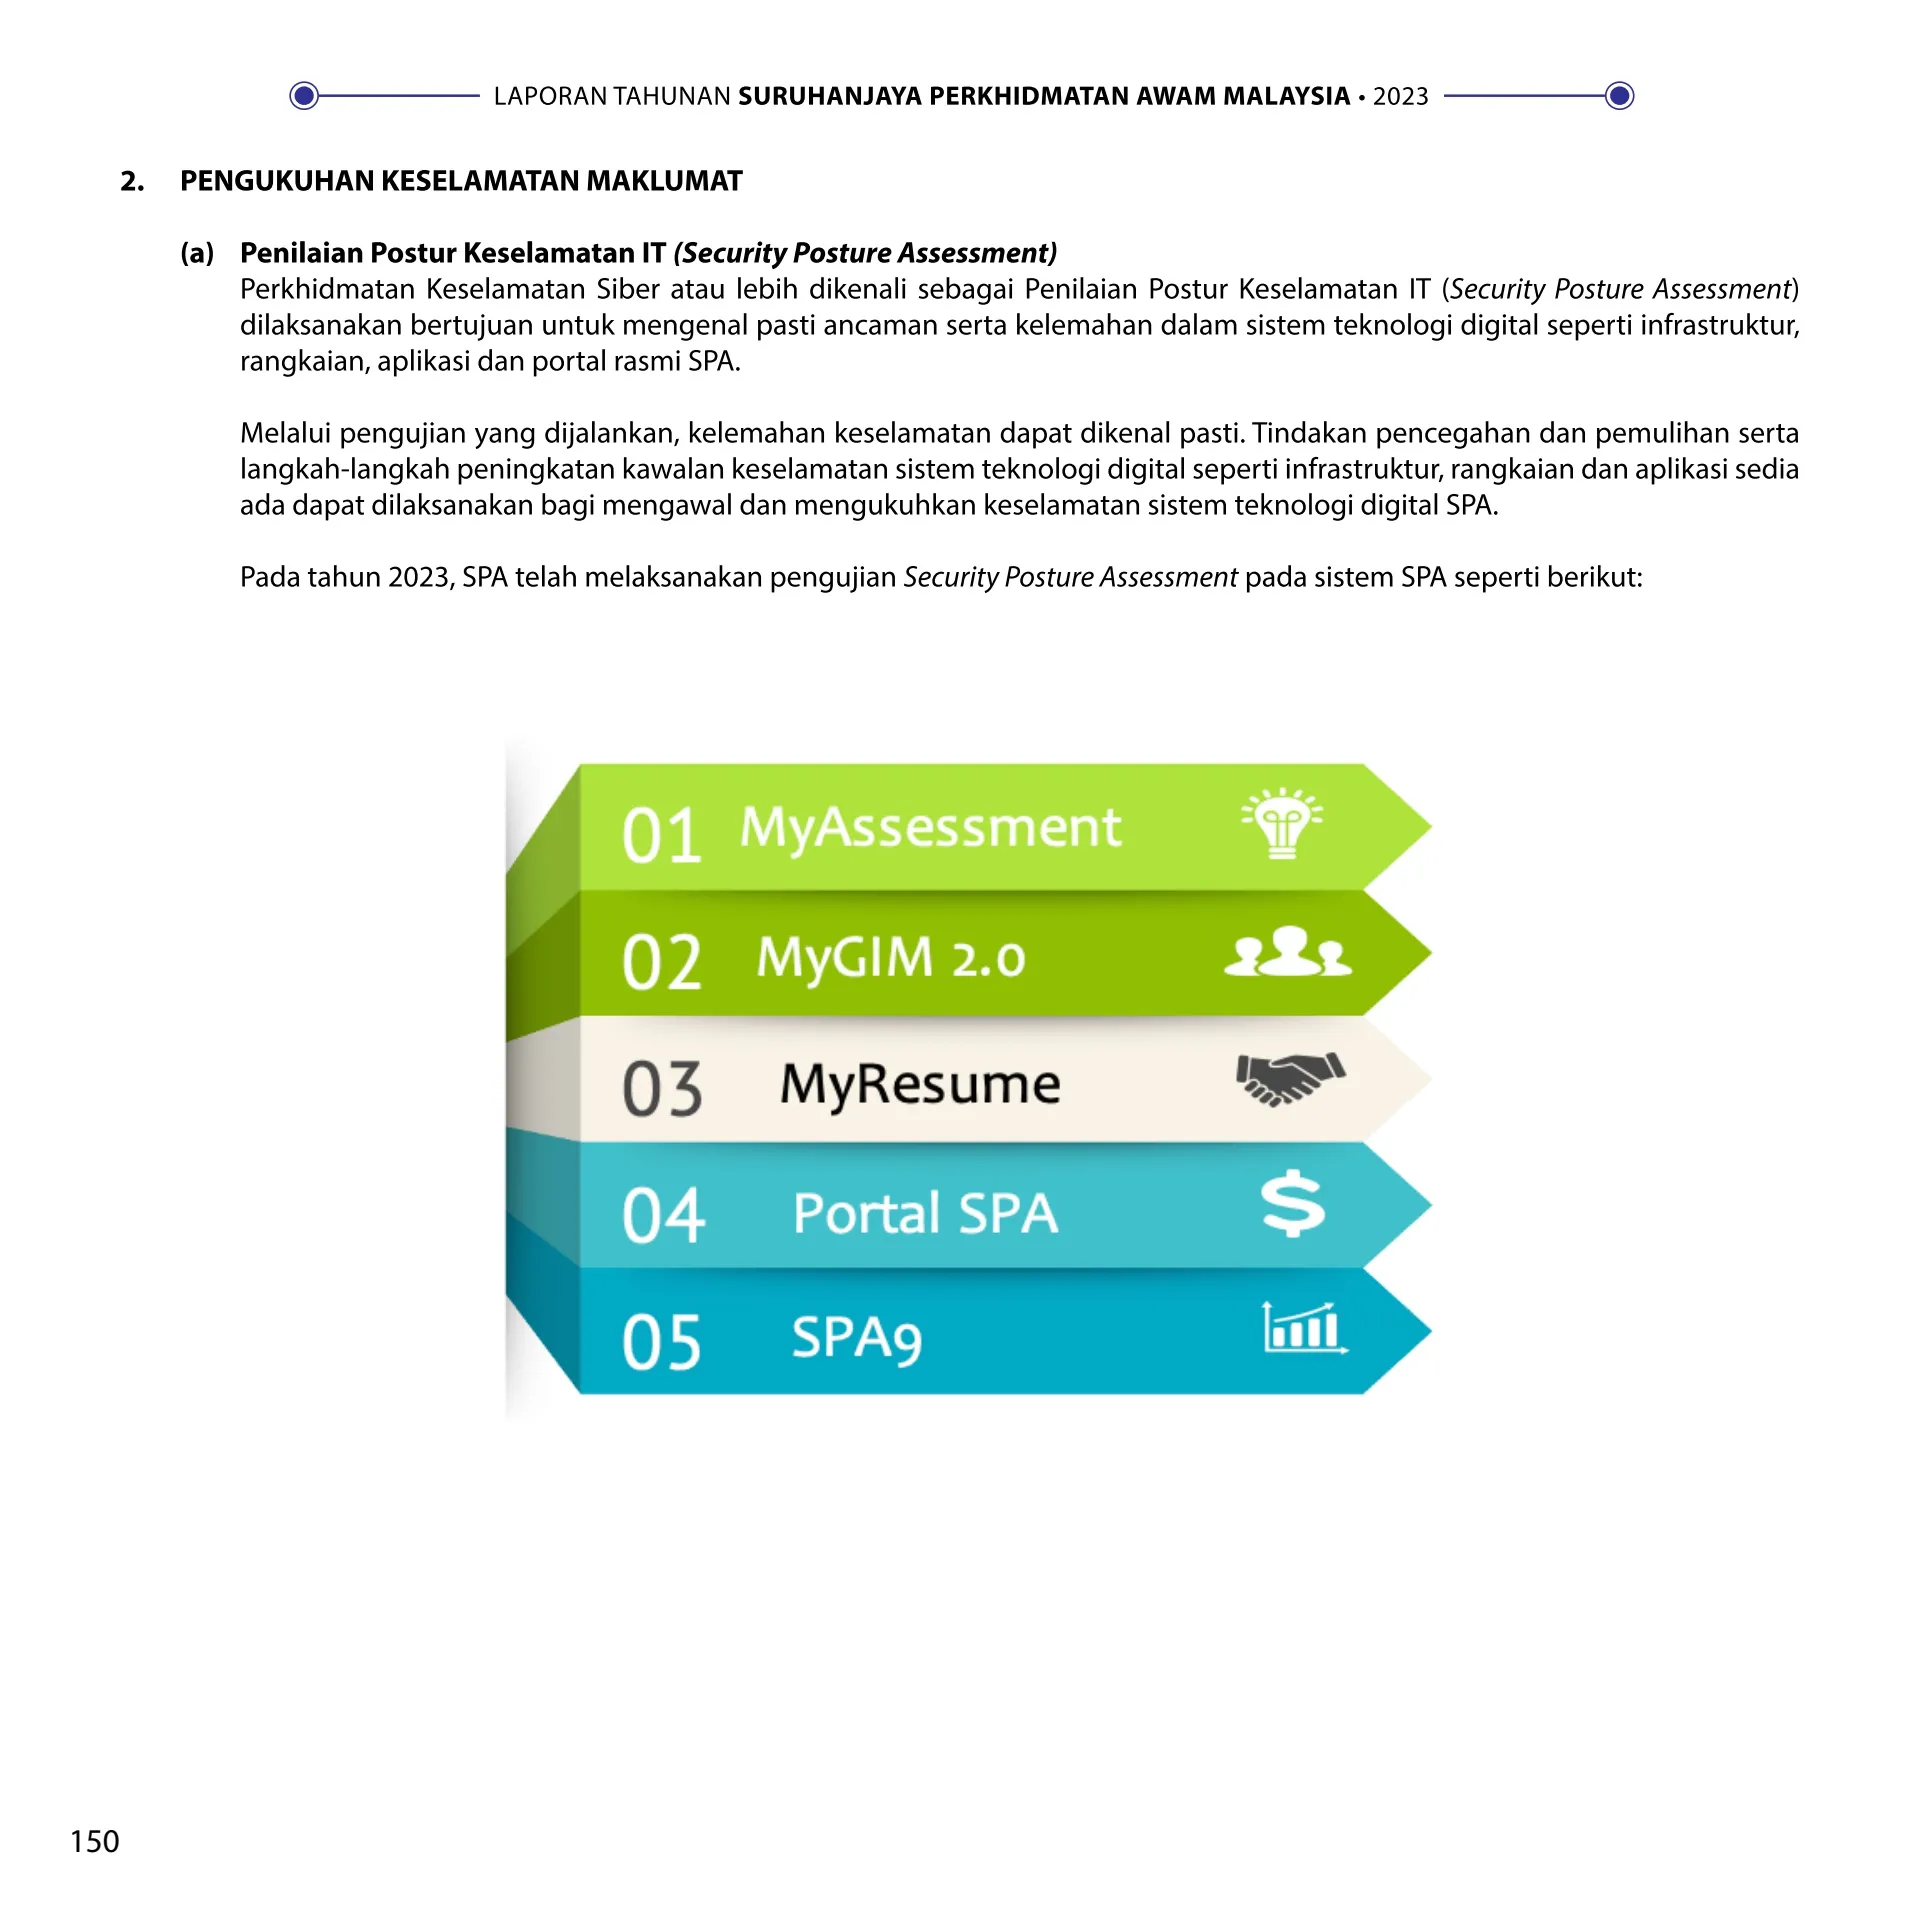 LAPORAN TAHUNAN SURUHANJAYA PERKHIDMATAN AWAM MALAYSIA • 2023
2. PENGUKUHAN KESELAMATAN MAKLUMAT
(a) Penilaian Postur Keselamatan IT (Security Posture Assessment)
Perkhidmatan Keselamatan Siber atau lebih dikenali sebagai Penilaian Postur Keselamatan IT (Security Posture Assessment)
dilaksanakan bertujuan untuk mengenal pasti ancaman serta kelemahan dalam sistem teknologi digital seperti infrastruktur,
rangkaian, aplikasi dan portal rasmi SPA.
Melalui pengujian yang dijalankan, kelemahan keselamatan dapat dikenal pasti. Tindakan pencegahan dan pemulihan serta
langkah-langkah peningkatan kawalan keselamatan sistem teknologi digital seperti infrastruktur, rangkaian dan aplikasi sedia
ada dapat dilaksanakan bagi mengawal dan mengukuhkan keselamatan sistem teknologi digital SPA.
Pada tahun 2023, SPA telah melaksanakan pengujian Security Posture Assessment pada sistem SPA seperti berikut:
01 MyAssessment
02 MyGIM 2.0
03 MyResume
04 Portal SPA
05 SPA9
150